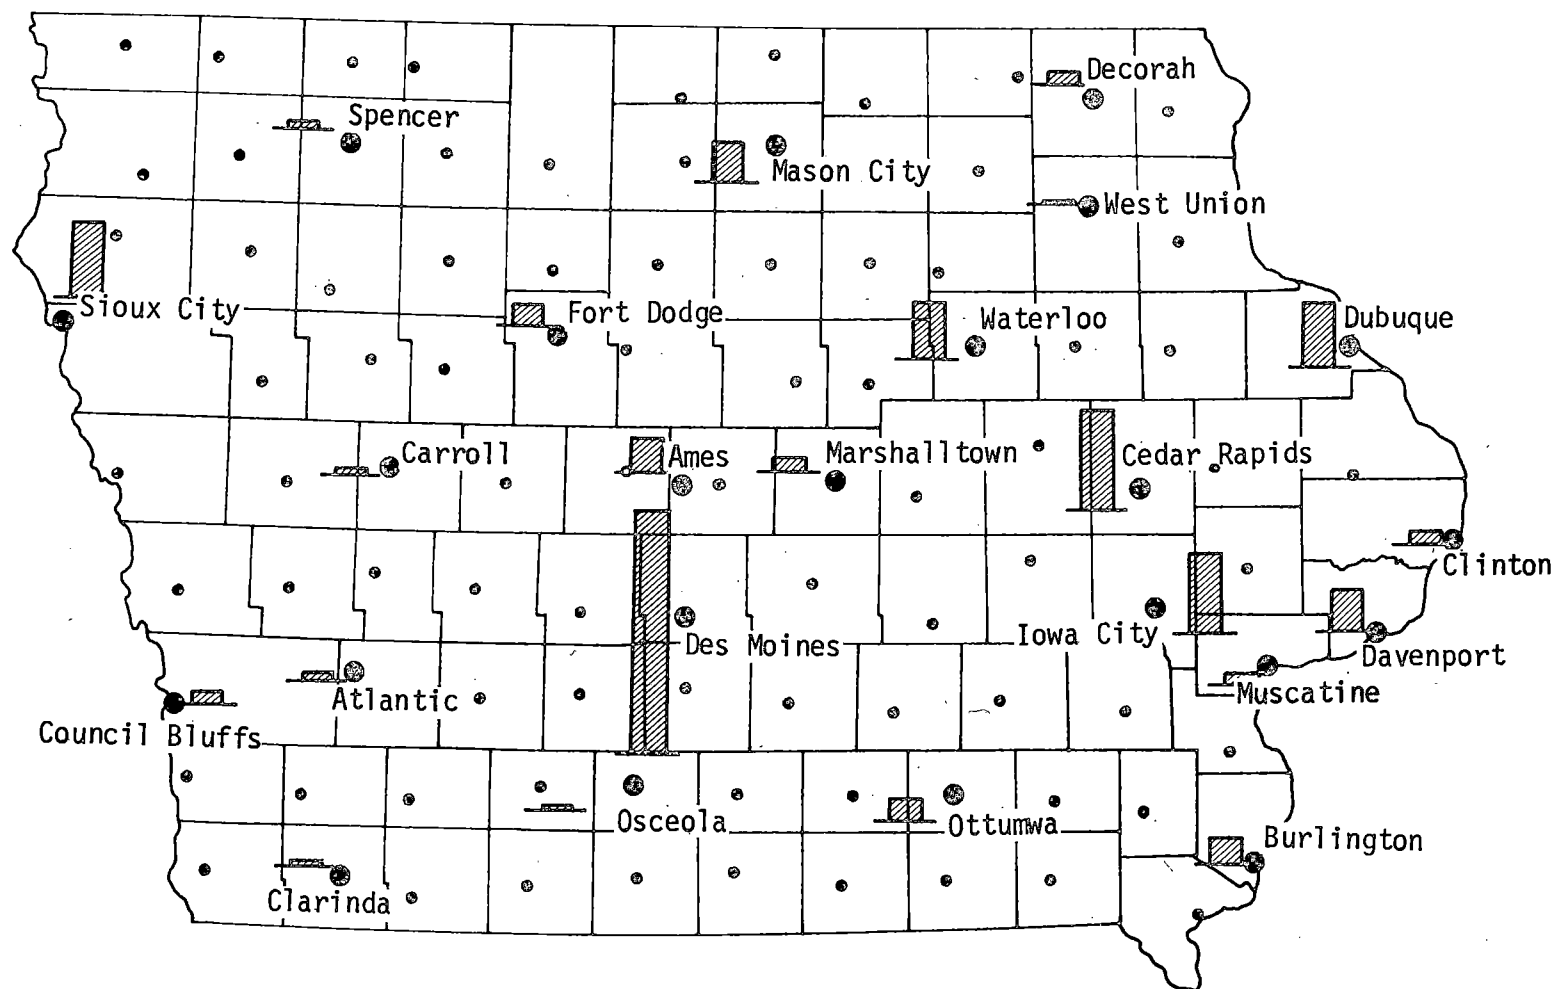 Decorah
Spencer
Mason City
West Union
Sioux City
Fort Dodge
Waterloo
Dubuque
Carroll
Ames
Marshalltown
Cedar Rapids
Clinton
Iowa City
Des Moines
Davenport
Atlantic
Muscatine
Council Bluffs
Osceola
Ottumwa
Burlington
Clarinda